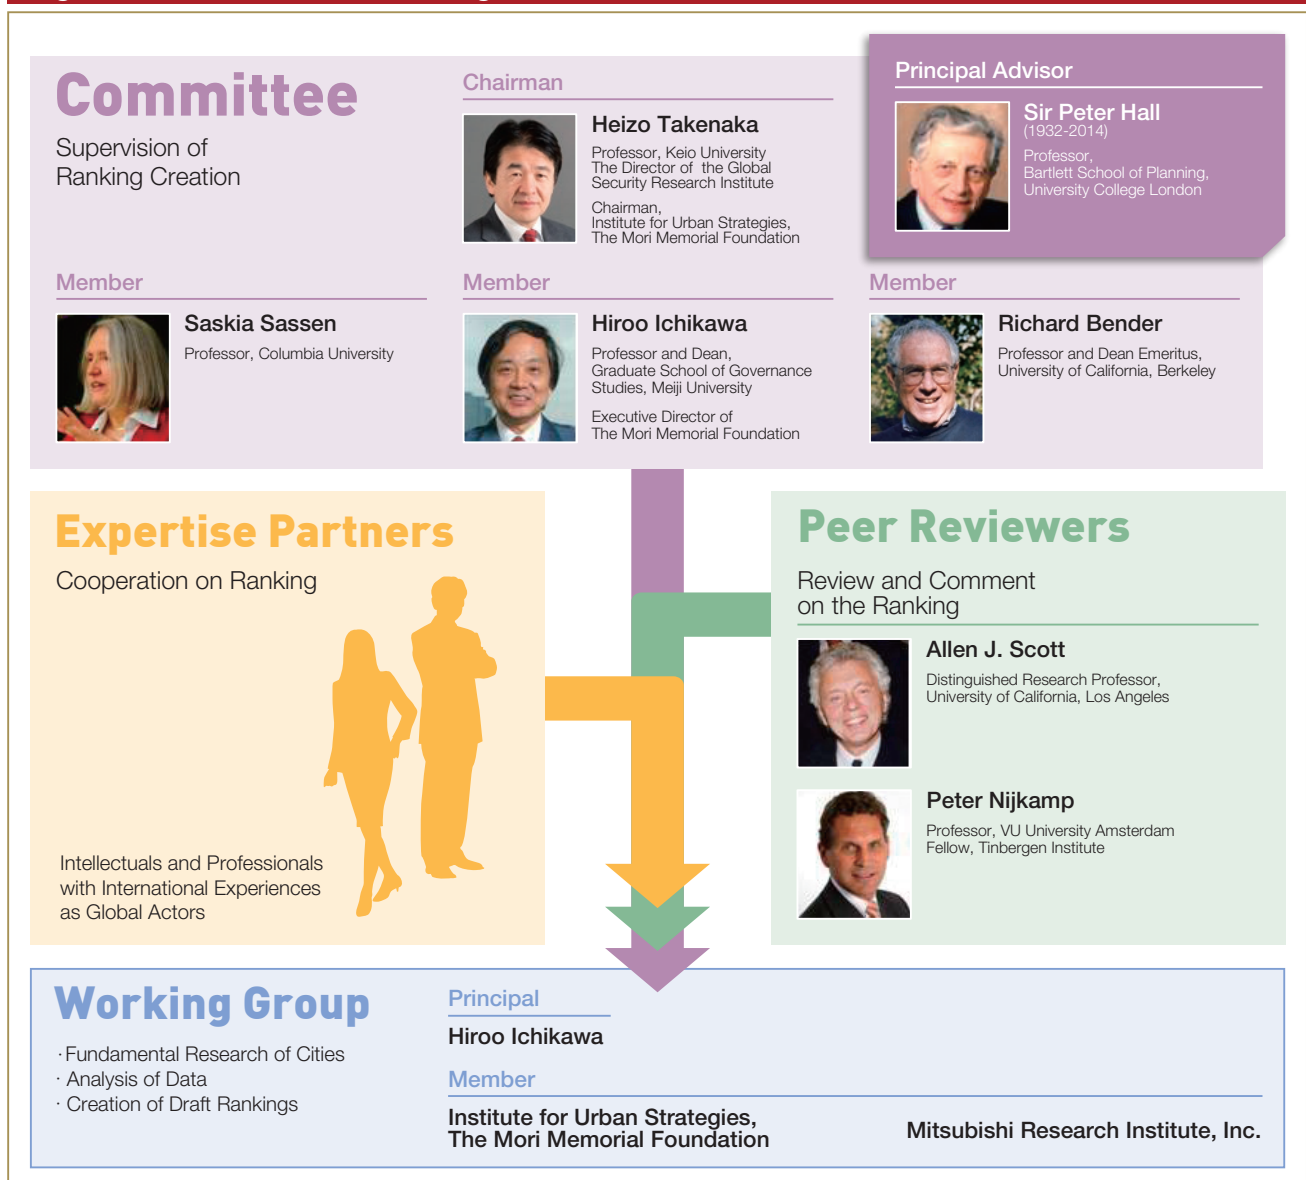 Committee
Supervision of
Ranking Creation
Chairman
Heizo Takenaka
Professor, Keio University
The Director of the Global
Security Research Institute
Chairman,
Institute for Urban Strategies,
The Mori Memorial Foundation
Principal Advisor
Sir Peter Hall
(1932-2014)
Professor,
Bartlett School of Planning,
University College London
Member
Saskia Sassen
Professor, Columbia University
Member
Hiroo Ichikawa
Professor and Dean,
Graduate School of Governance
Studies, Meiji University
Executive Director of
The Mori Memorial Foundation
Member
Richard Bender
Professor and Dean Emeritus,
University of California, Berkeley
Expertise Partners
Cooperation on Ranking
Intellectuals and Professionals
with International Experiences
as Global Actors
Peer Reviewers
Review and Comment
on the Ranking
Allen J. Scott
Distinguished Research Professor,
University of California, Los Angeles
Peter Nijkamp
Professor, VU University Amsterdam
Fellow, Tinbergen Institute
Working Group
· Fundamental Research of Cities
· Analysis of Data
· Creation of Draft Rankings
Principal
Hiroo Ichikawa
Member
Institute for Urban Strategies,
The Mori Memorial Foundation
Mitsubishi Research Institute, Inc.